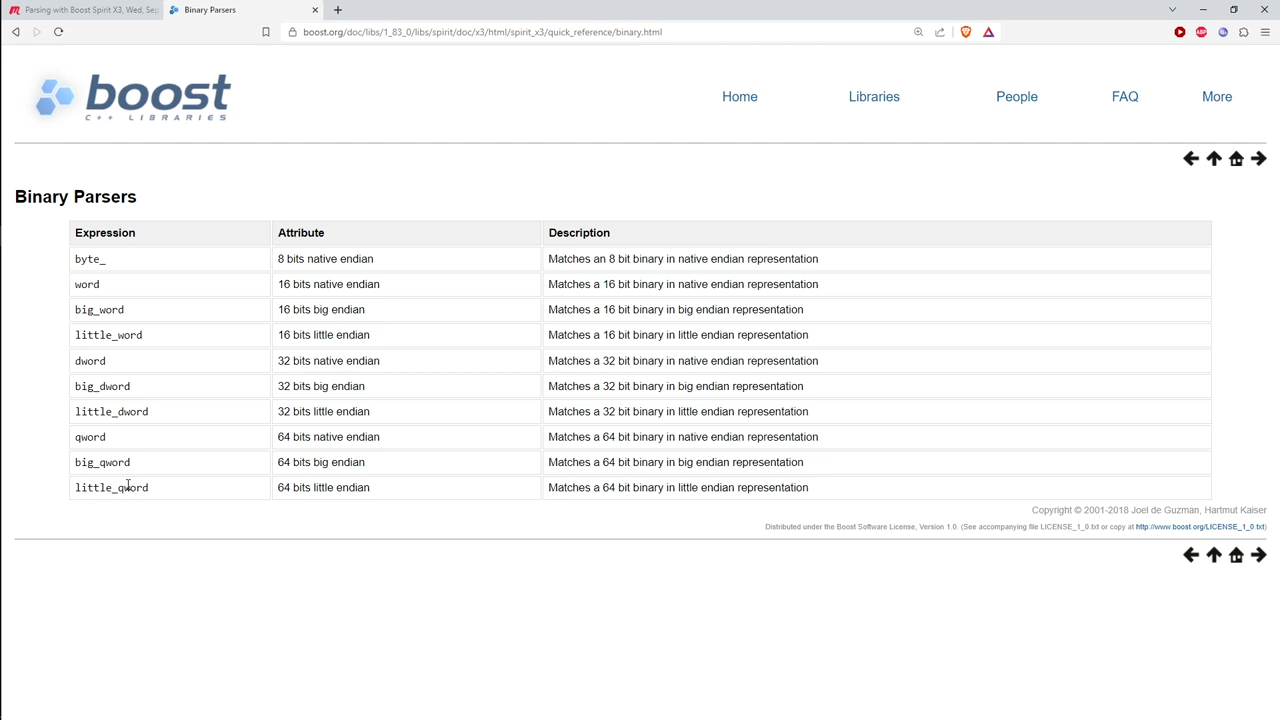 Parsing with Boost Spirit X3, Wed, Sep
Binary Parsers
boost.org/doc/libs/1_83_0/libs/spirit/doc/x3/html/spirit_x3/quick_reference/binary.html
boost
C++ LIBRARIES
Home Libraries People FAQ More
Binary Parsers
Expression Attribute Description
byte_ 8 bits native endian Matches an 8 bit binary in native endian representation
word 16 bits native endian Matches a 16 bit binary in native endian representation
big_word 16 bits big endian Matches a 16 bit binary in big endian representation
little_word 16 bits little endian Matches a 16 bit binary in little endian representation
dword 32 bits native endian Matches a 32 bit binary in native endian representation
big_dword 32 bits big endian Matches a 32 bit binary in big endian representation
little_dword 32 bits little endian Matches a 32 bit binary in little endian representation
qword 64 bits native endian Matches a 64 bit binary in native endian representation
big_qword 64 bits big endian Matches a 64 bit binary in big endian representation
little_qword 64 bits little endian Matches a 64 bit binary in little endian representation
Copyright © 2001-2018 Joel de Guzman, Hartmut Kaiser
Distributed under the Boost Software License, Version 1.0. (See accompanying file LICENSE_1_0.txt or copy at http://www.boost.org/LICENSE_1_0.txt)